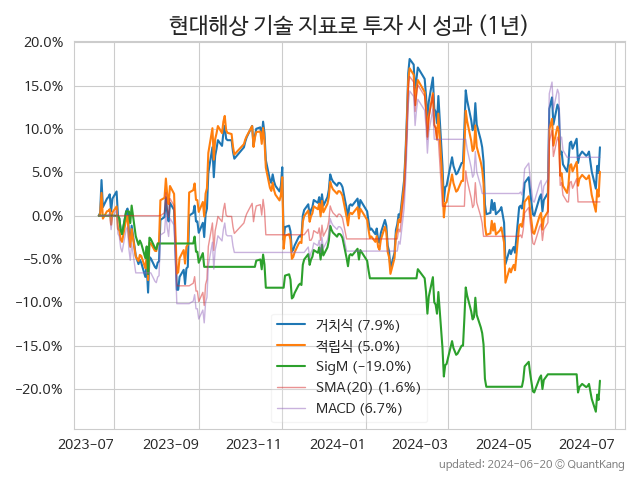 현대해상 기술 지표로 투자 시 성과 (1년)
20.0%
15.0%
10.0%
5.0%
0.0%
−5.0%
−10.0%
−15.0%
−20.0%
거치식 (7.9%)
적립식 (5.0%)
SigM (−19.0%)
SMA(20) (1.6%)
MACD (6.7%)
2023-07 2023-09 2023-11 2024-01 2024-03 2024-05 2024-07
updated: 2024-06-20 © QuantKang